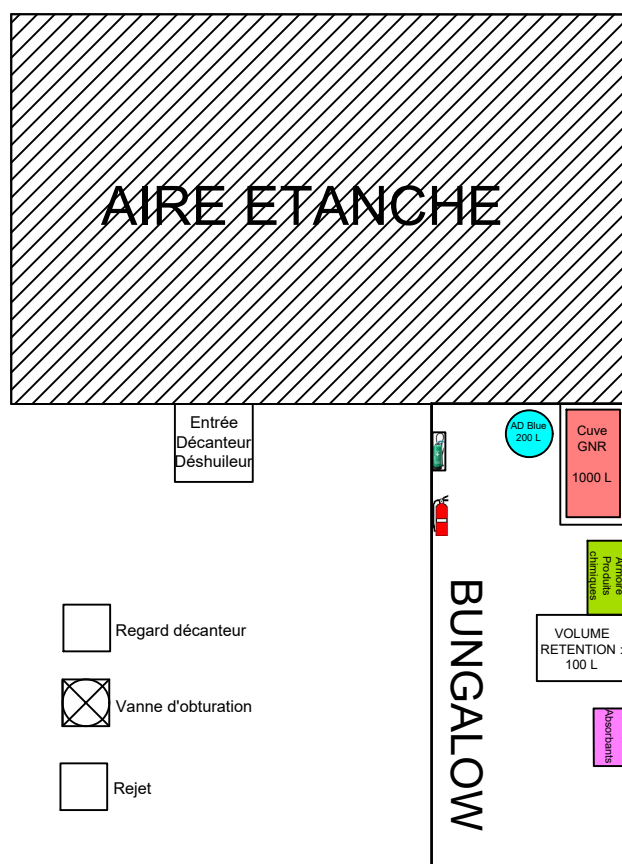 AIRE ETANCHE
Entrée
Décanteur
Déshuileur
AD Blue
200 L
Cuve
GNR
1000 L
Armoire
Produits
chimiques
VOLUME
RETENTION :
100 L
Absorbants
BUNGALOW
Regard décanteur
Vanne d'obturation
Rejet